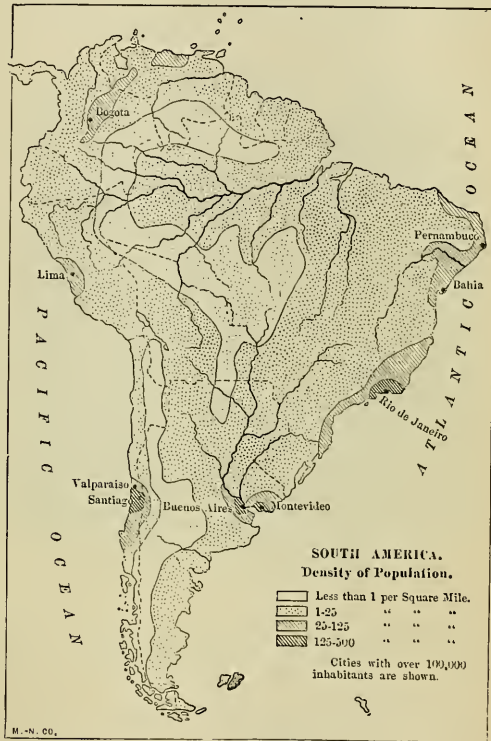 Bogota
OCEAN
ATLANTIC
Pernambuco
Bahia
Lima
PACIFIC
OCEAN
Rio de Janeiro
Valparaiso
Santiag
Buenos Aires
Montevideo
SOUTH AMERICA.
Density of Population.
Less than 1 per Square Mile.
1-25 “ “ “
25-125 “ “ “
125-500 “ “ “
Cities with over 100,000
inhabitants are shown.
M.-N. CO.